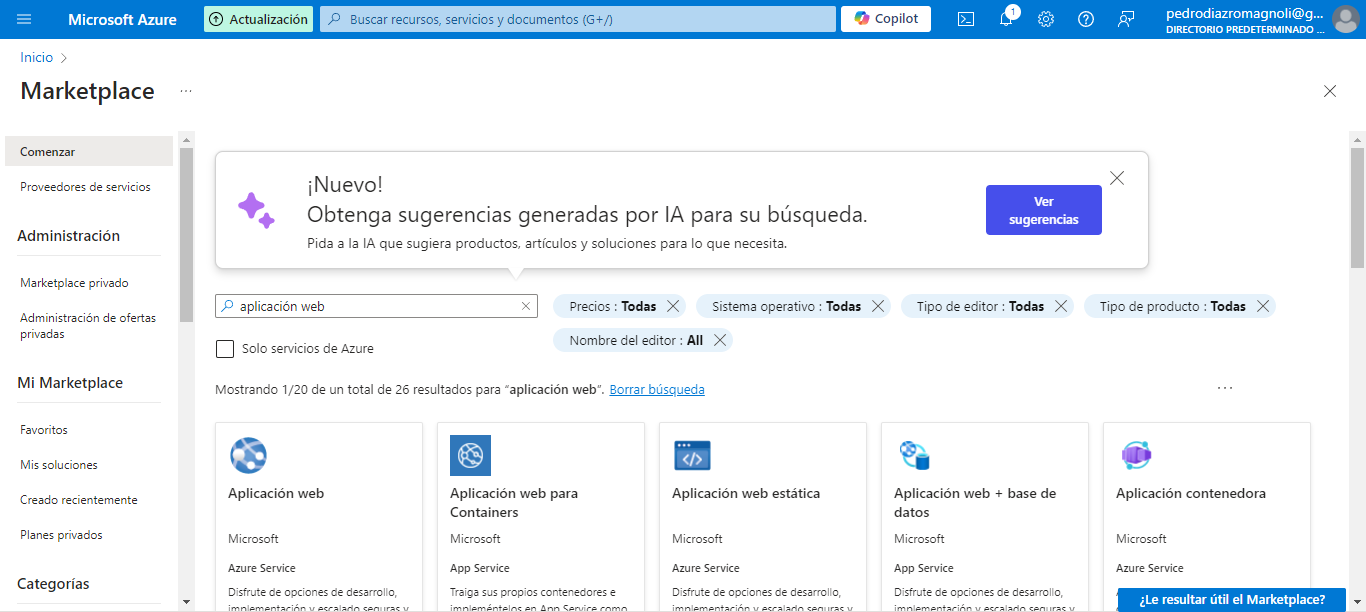 Microsoft Azure
Actualización
Buscar recursos, servicios y documentos (G+/)
Copilot
1
pedrodiazromagnoli@g...
DIRECTORIO PREDETERMINADO ...
Inicio
Marketplace
...
Comenzar
Proveedores de servicios
Administración
Marketplace privado
Administración de ofertas
privadas
Mi Marketplace
Favoritos
Mis soluciones
Creado recientemente
Planes privados
Categorías
¡Nuevo!
Obtenga sugerencias generadas por IA para su búsqueda.
Pida a la IA que sugiera productos, artículos y soluciones para lo que necesita.
Ver
sugerencias
aplicación web
Precios : Todas
Sistema operativo : Todas
Tipo de editor : Todas
Tipo de producto : Todas
Solo servicios de Azure
Nombre del editor : All
Mostrando 1/20 de un total de 26 resultados para “aplicación web”. Borrar búsqueda
...
Aplicación web
Microsoft
Azure Service
Disfrute de opciones de desarrollo,
implementación y escalado seguras y
Aplicación web para
Containers
Microsoft
App Service
Traiga sus propios contenedores e
impleméntelos en App Service como
Aplicación web estática
Microsoft
Azure Service
Disfrute de opciones de desarrollo,
implementación y escalado seguras y
Aplicación web + base de
datos
Microsoft
App Service
Disfrute de opciones de desarrollo,
implementación y escalado seguras y
Aplicación contenedora
Microsoft
Azure Service
¿Le resultar útil el Marketplace?